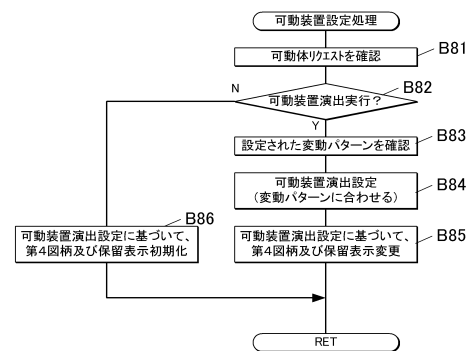 可動装置設定処理
可動体リクエストを確認
B81
B82
N
可動装置演出実行？
Y
B83
設定された変動パターンを確認
B84
可動装置演出設定
(変動パターンに合わせる)
B86
B85
可動装置演出設定に基づいて、
第4図柄及び保留表示初期化
可動装置演出設定に基づいて、
第4図柄及び保留表示変更
RET